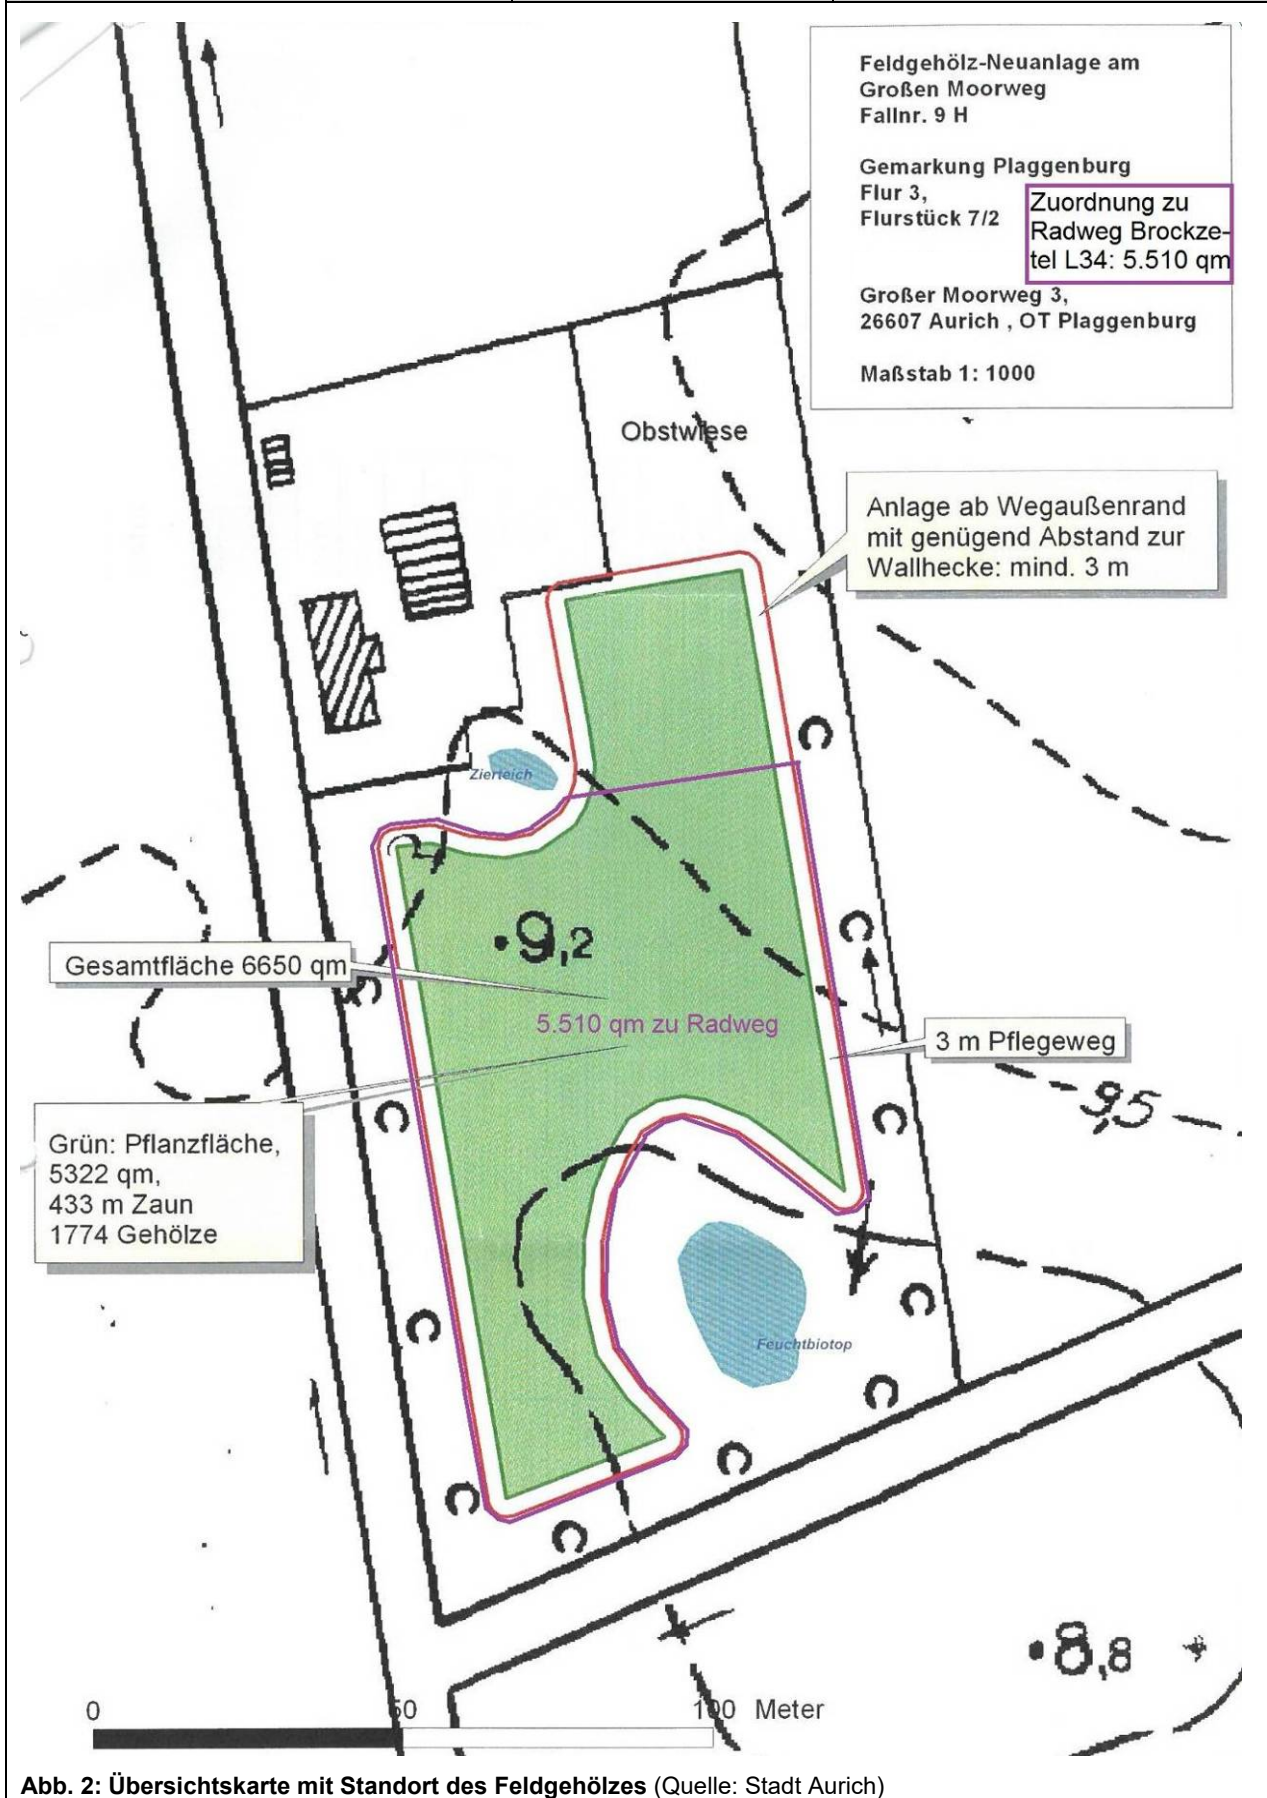 Feldgehölz-Neuanlage am
Großen Moorweg
Fallnr. 9 H
Gemarkung Plaggenburg
Flur 3,
Flurstück 7/2
Zuordnung zu
Radweg Brockze-
tel L34: 5.510 qm
Großer Moorweg 3,
26607 Aurich , OT Plaggenburg
Maßstab 1: 1000
Obstwiese
Anlage ab Wegaußenrand
mit genügend Abstand zur
Wallhecke: mind. 3 m
Zierteich
9,2
Gesamtfläche 6650 qm
5.510 qm zu Radweg
3 m Pflegeweg
9,5
Grün: Pflanzfläche,
5322 qm,
433 m Zaun
1774 Gehölze
Feuchtbiotop
8,8
0 50 100 Meter
Abb. 2: Übersichtskarte mit Standort des Feldgehölzes (Quelle: Stadt Aurich)